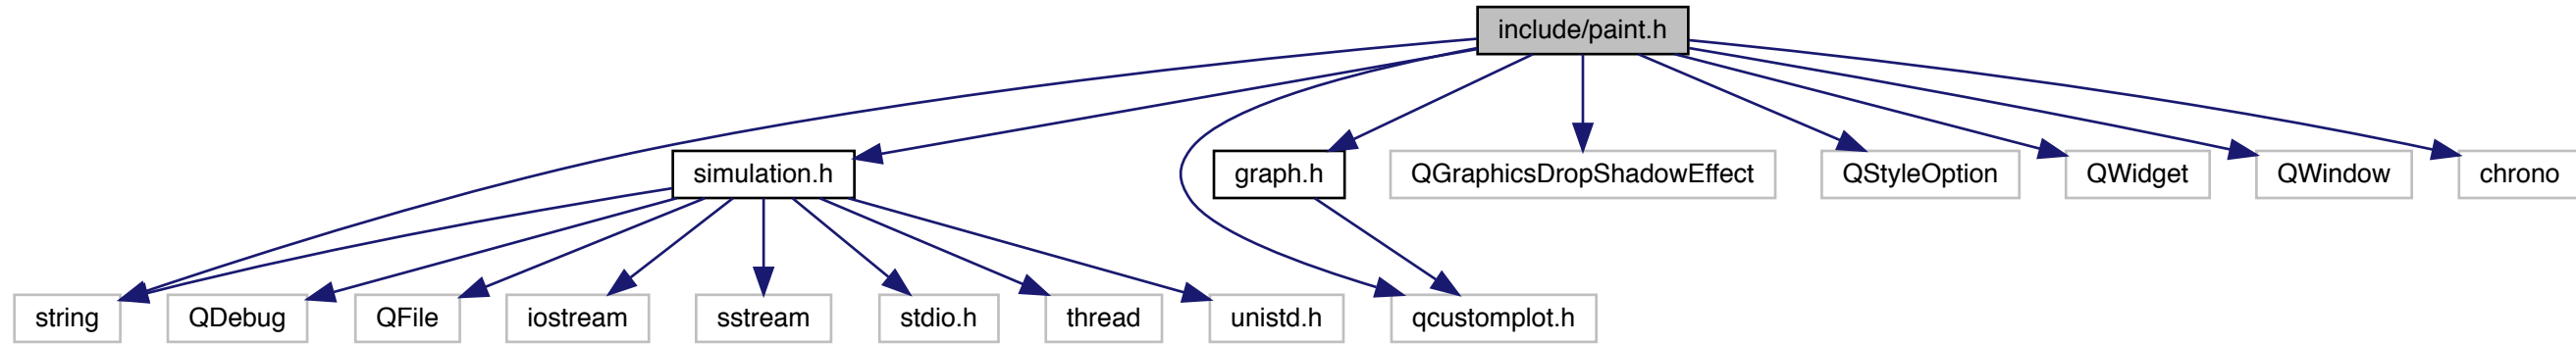 include/paint.h
simulation.h
graph.h
QGraphicsDropShadowEffect
QStyleOption
QWidget
QWindow
chrono
string
QDebug
QFile
iostream
sstream
stdio.h
thread
unistd.h
qcustomplot.h